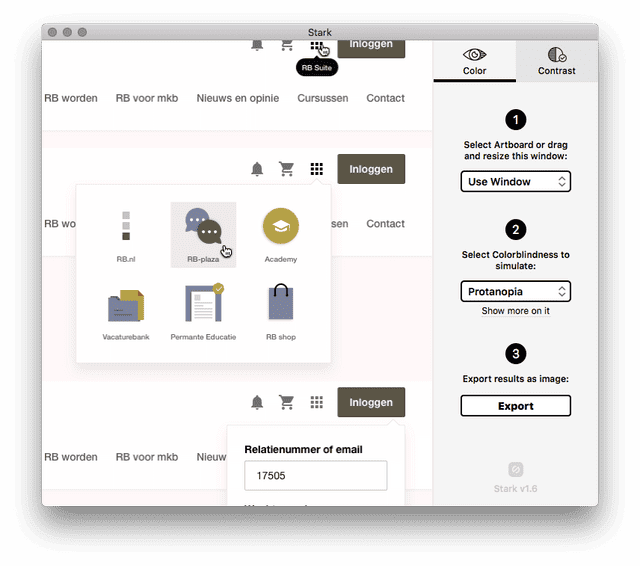 Stark
Inloggen
RB Suite
RB worden RB voor mkb Nieuws en opinie Cursussen Contact
Inloggen
RB wo ssen Contact
RB.nl RB-plaza Academy
Vacaturebank Permante Educatie RB shop
Inloggen
RB worden RB voor mkb Nieuw
Relatienummer of email
17505
Color Contrast
1
Select Artboard or drag
and resize this window:
Use Window
2
Select Colorblindness to
simulate:
Protanopia
Show more on it
3
Export results as image:
Export
Stark v1.6